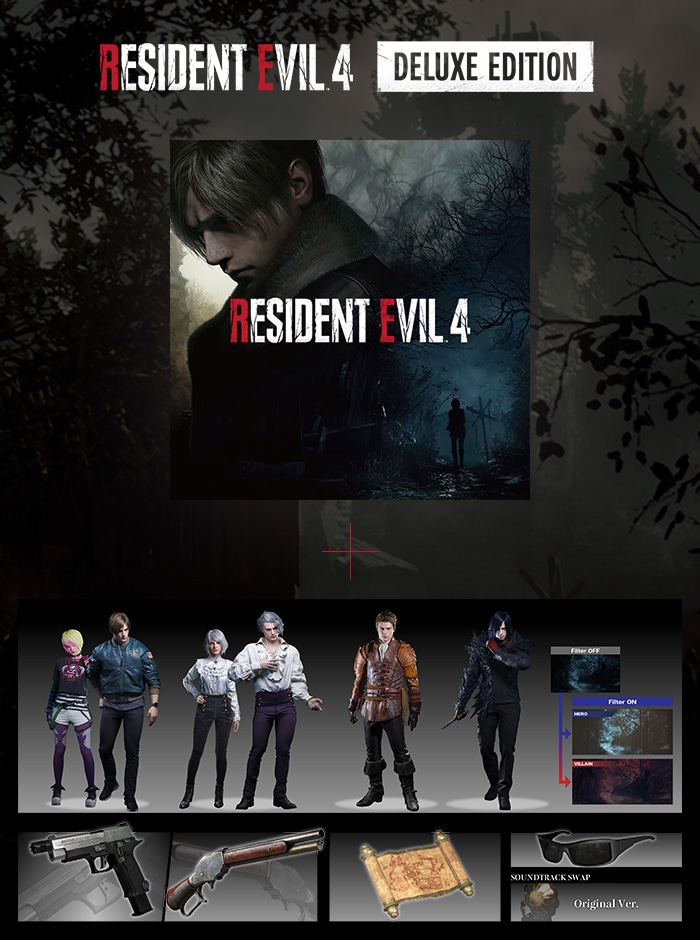 RESIDENT EVIL 4 DELUXE EDITION
RESIDENT EVIL 4
Filter OFF
Filter ON
HERO
VILLAIN
SOUNDTRACK SWAP
Original Ver.